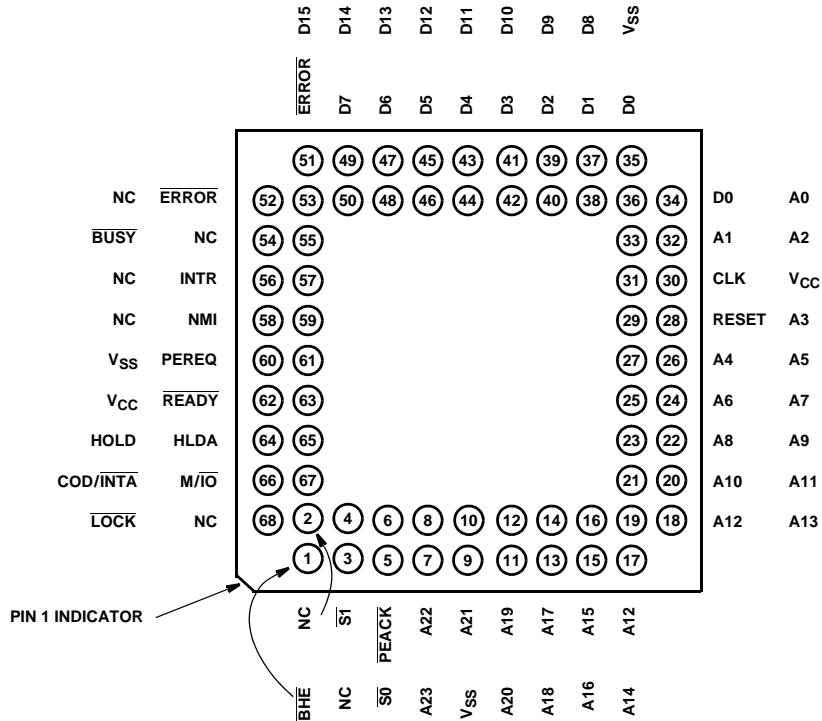 D15 D14 D13 D12 D11 D10 D9 D8 VSS
ERROR D7 D6 D5 D4 D3 D2 D1 D0
51 49 47 45 43 41 39 37 35
NC ERROR 52 53 50 48 46 44 42 40 38 36 34 D0 A0
BUSY NC 54 55 33 32 A1 A2
NC INTR 56 57 31 30 CLK VCC
NC NMI 58 59 29 28 RESET A3
VSS PEREQ 60 61 27 26 A4 A5
VCC READY 62 63 25 24 A6 A7
HOLD HLDA 64 65 23 22 A8 A9
COD/INTA M/IO 66 67 21 20 A10 A11
LOCK NC 68 2 4 6 8 10 12 14 16 19 18 A12 A13
1 3 5 7 9 11 13 15 17
PIN 1 INDICATOR
NC S1 PEACK A22 A21 A19 A17 A15 A12
BHE NC S0 A23 VSS A20 A18 A16 A14